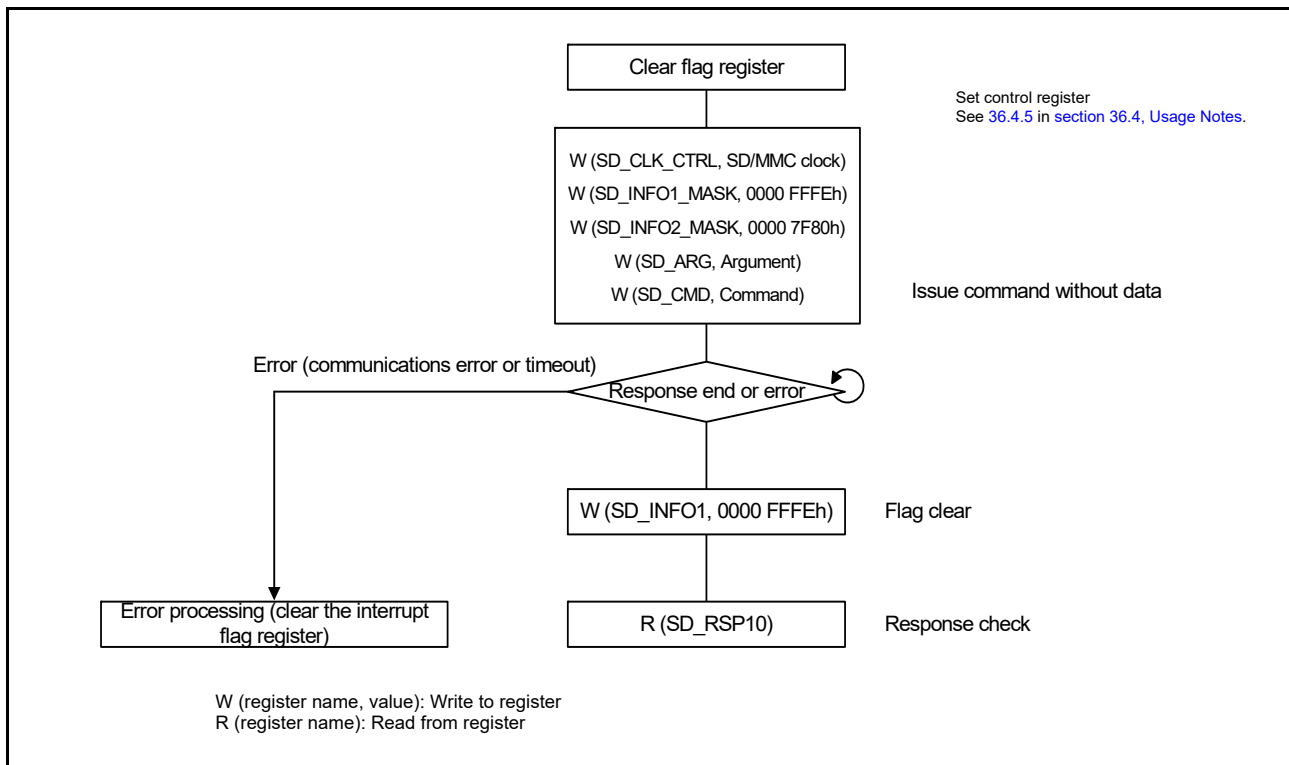 Clear flag register
Set control register
See 36.4.5 in section 36.4, Usage Notes.
W (SD_CLK_CTRL, SD/MMC clock)
W (SD_INFO1_MASK, 0000 FFFEh)
W (SD_INFO2_MASK, 0000 7F80h)
W (SD_ARG, Argument)
W (SD_CMD, Command)
Issue command without data
Error (communications error or timeout)
Response end or error
W (SD_INFO1, 0000 FFFEh)
Flag clear
Error processing (clear the interrupt
flag register)
R (SD_RSP10)
Response check
W (register name, value): Write to register
R (register name): Read from register